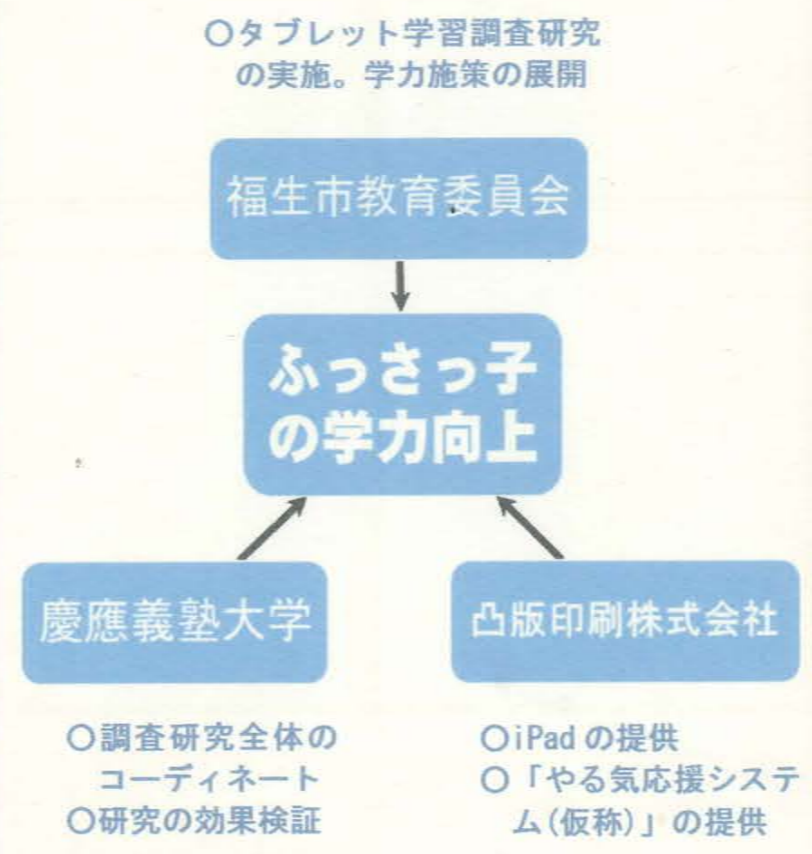 ○タブレット学習調査研究
の実施。学力施策の展開
福生市教育委員会
ふっさっ子
の学力向上
慶應義塾大学
凸版印刷株式会社
○調査研究全体の
コーディネート
○研究の効果検証
○iPadの提供
○「やる気応援システ
ム(仮称)」の提供